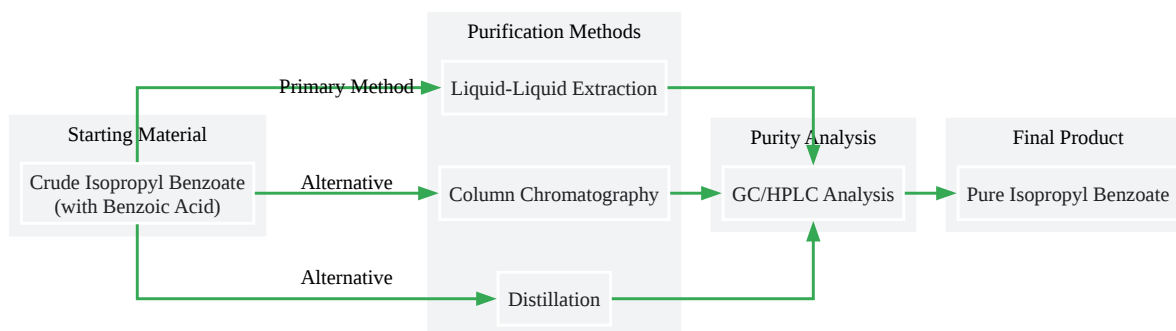 Purification Methods
Primary Method
Liquid-Liquid Extraction
Starting Material
Crude Isopropyl Benzoate
(with Benzoic Acid)
Alternative
Column Chromatography
Purity Analysis
GC/HPLC Analysis
Final Product
Pure Isopropyl Benzoate
Alternative
Distillation